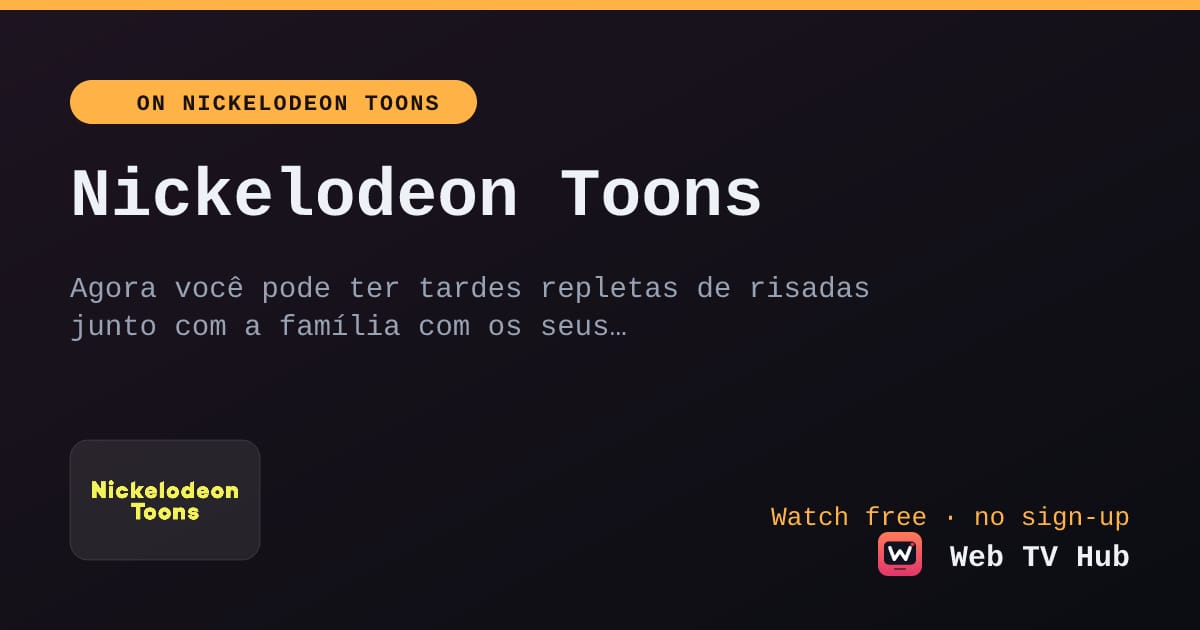 ON NICKELODEON TOONS
Nickelodeon Toons
Agora você pode ter tardes repletas de risadas
junto com a família com os seus…
Nickelodeon
Toons
Watch free · no sign-up
W
Web TV Hub